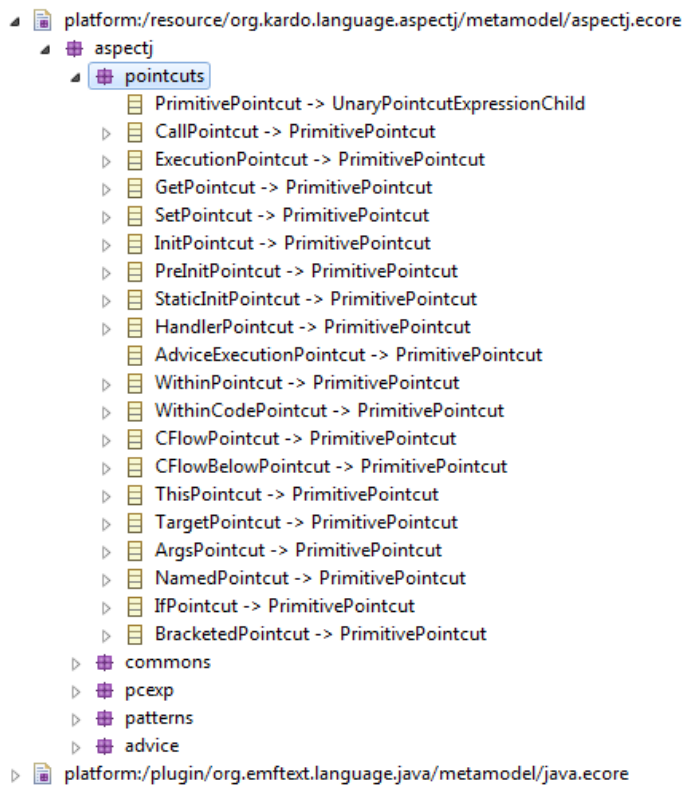 platform:/resource/org.kardo.language.aspectj/metamodel/aspectj.ecore
aspectj
pointcuts
PrimitivePointcut -> UnaryPointcutExpressionChild
CallPointcut -> PrimitivePointcut
ExecutionPointcut -> PrimitivePointcut
GetPointcut -> PrimitivePointcut
SetPointcut -> PrimitivePointcut
InitPointcut -> PrimitivePointcut
PreInitPointcut -> PrimitivePointcut
StaticInitPointcut -> PrimitivePointcut
HandlerPointcut -> PrimitivePointcut
AdviceExecutionPointcut -> PrimitivePointcut
WithinPointcut -> PrimitivePointcut
WithinCodePointcut -> PrimitivePointcut
CFlowPointcut -> PrimitivePointcut
CFlowBelowPointcut -> PrimitivePointcut
ThisPointcut -> PrimitivePointcut
TargetPointcut -> PrimitivePointcut
ArgsPointcut -> PrimitivePointcut
NamedPointcut -> PrimitivePointcut
IfPointcut -> PrimitivePointcut
BracketedPointcut -> PrimitivePointcut
commons
pcexp
patterns
advice
platform:/plugin/org.emftext.language.java/metamodel/java.ecore